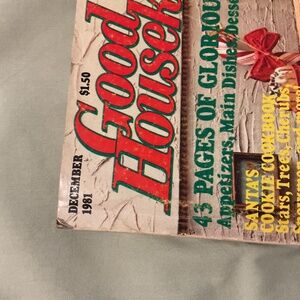 DECEMBER
1981
$1.50
Good
Housek
43 PAGES OF GLORIOU
Appetizers, Main Dishes, Desse
SANTA'S
COOKIE COOKBOOK
Stars, Trees, Cherubs,